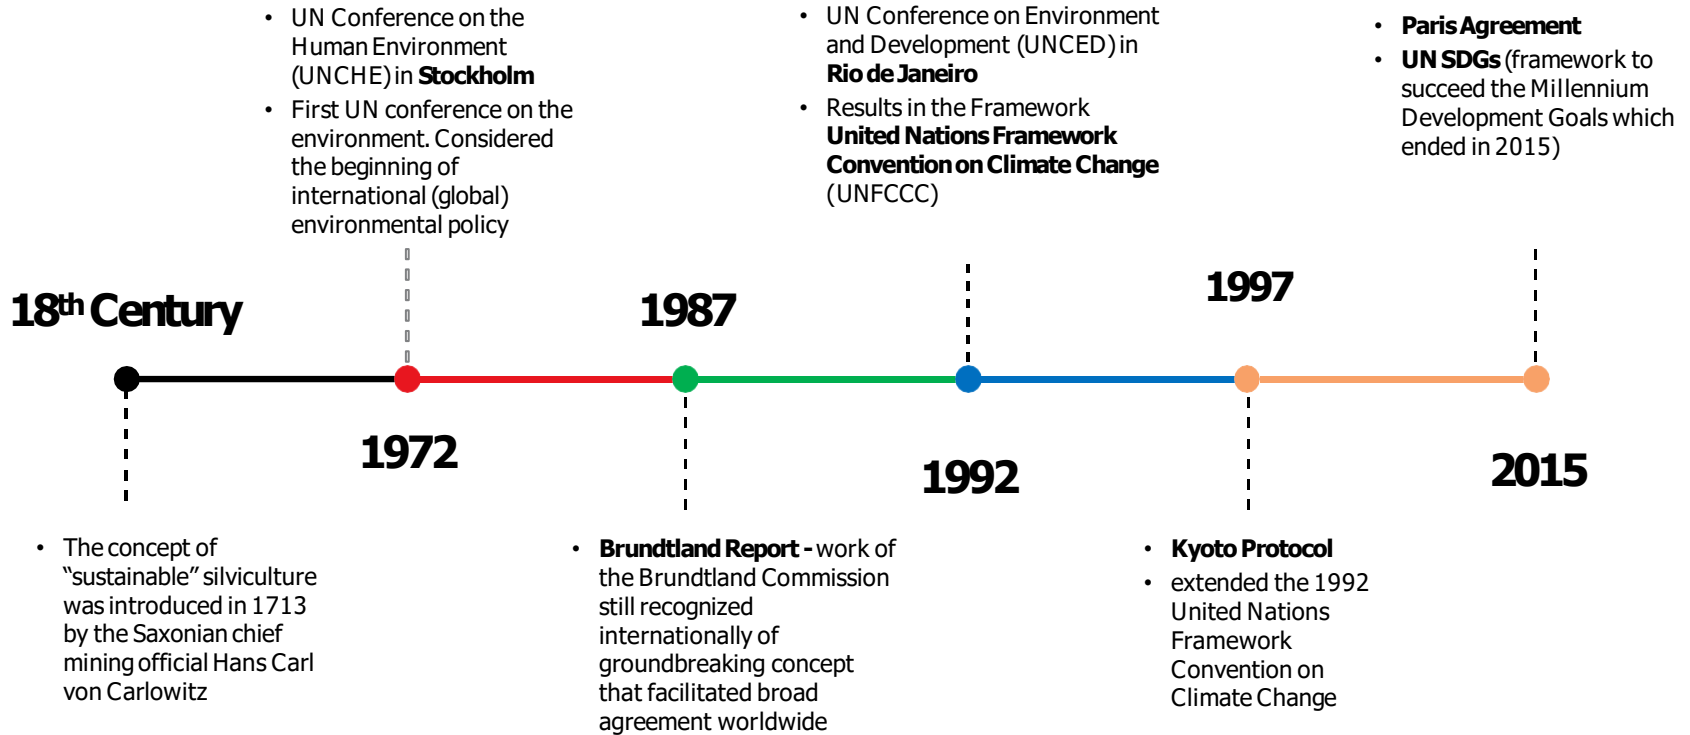 • UN Conference on the
Human Environment
(UNCHE) in Stockholm
• First UN conference on the
environment. Considered
the beginning of
international (global)
environmental policy
• UN Conference on Environment
and Development (UNCED) in
Rio de Janeiro
• Results in the Framework
United Nations Framework
Convention on Climate Change
(UNFCCC)
• Paris Agreement
• UN SDGs (framework to
succeed the Millennium
Development Goals which
ended in 2015)
18th Century
1987
1997
1972
1992
2015
• The concept of
“sustainable” silviculture
was introduced in 1713
by the Saxonian chief
mining official Hans Carl
von Carlowitz
• Brundtland Report - work of
the Brundtland Commission
still recognized
internationally of
groundbreaking concept
that facilitated broad
agreement worldwide
• Kyoto Protocol
• extended the 1992
United Nations
Framework
Convention on
Climate Change